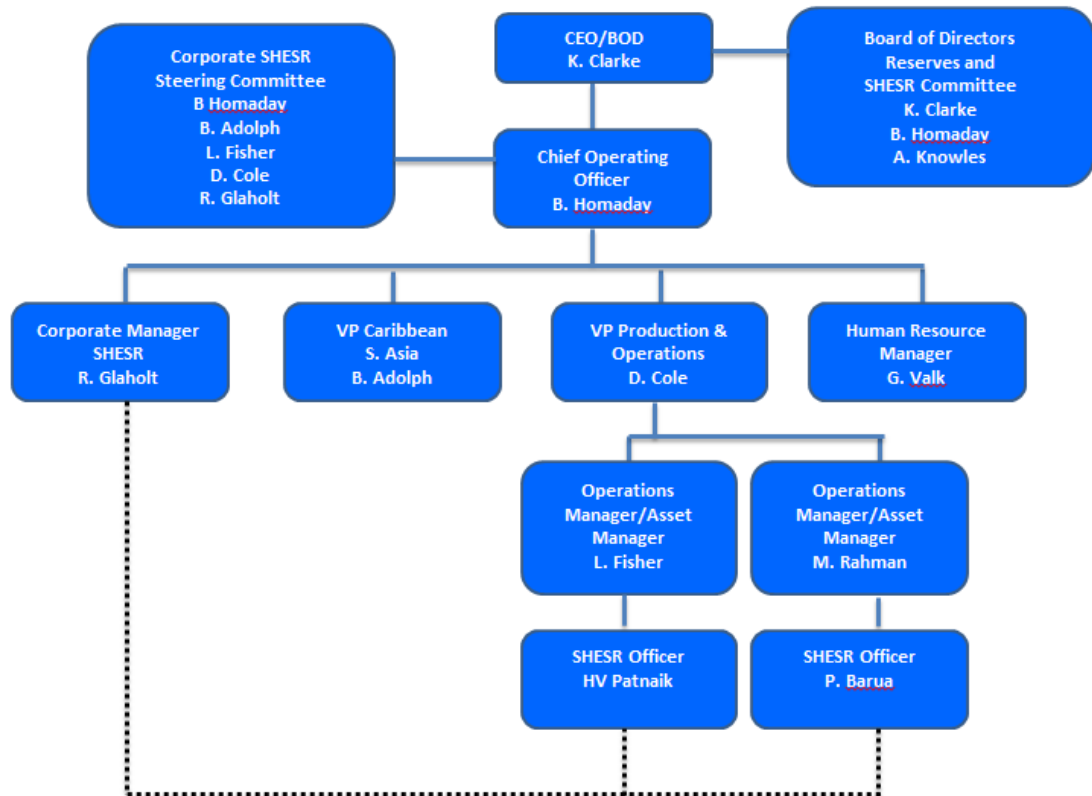 Corporate SHESR
Steering Committee
B Homaday
B. Adolph
L. Fisher
D. Cole
R. Glaholt
CEO/BOD
K. Clarke
Board of Directors
Reserves and
SHESR Committee
K. Clarke
B. Homaday
A. Knowles
Chief Operating
Officer
B. Homaday
Corporate Manager
SHESR
R. Glaholt
VP Caribbean
S. Asia
B. Adolph
VP Production &
Operations
D. Cole
Human Resource
Manager
G. Valk
Operations
Manager/Asset
Manager
L. Fisher
Operations
Manager/Asset
Manager
M. Rahman
SHESR Officer
HV Patnaik
SHESR Officer
P. Barua